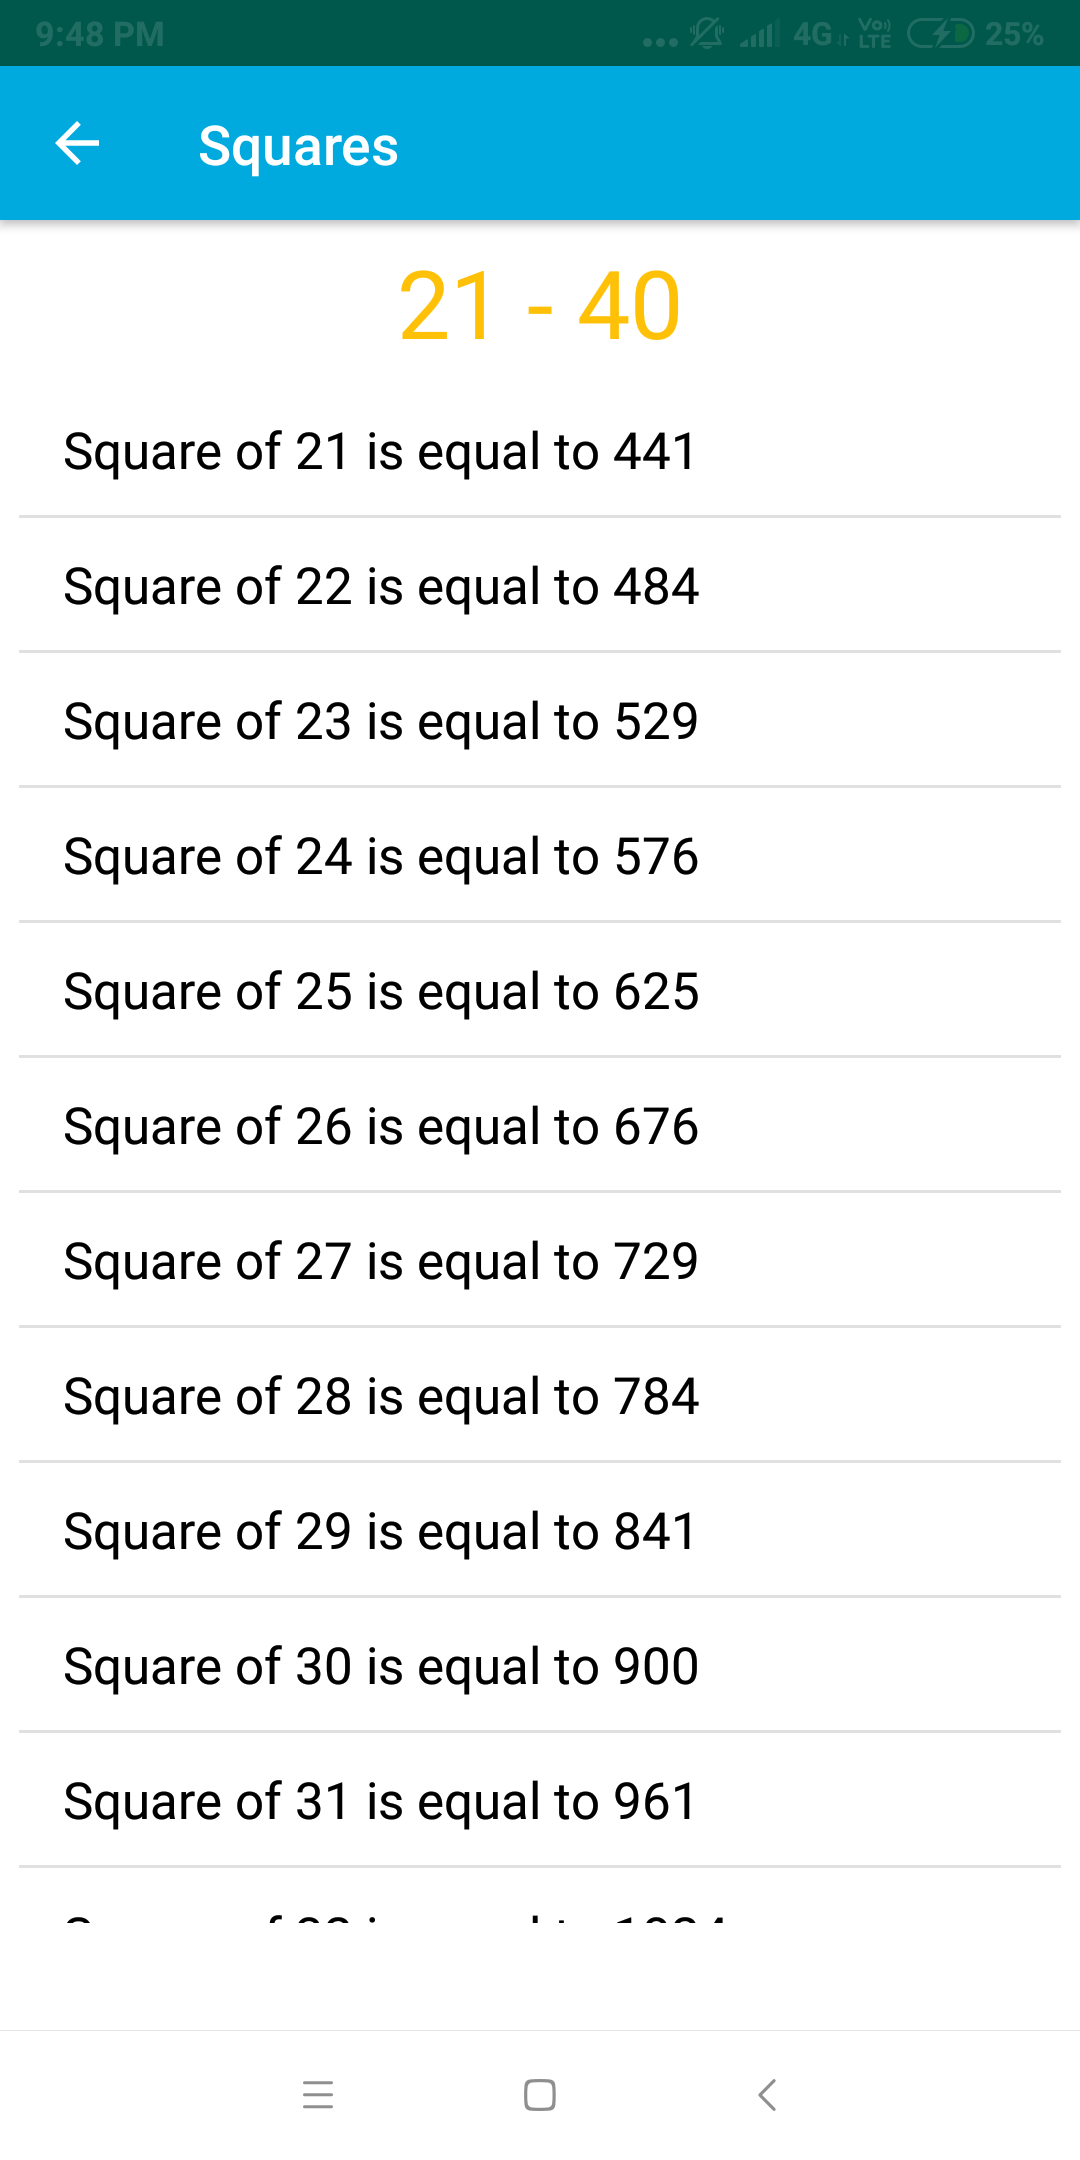 9:48 PM
4G
VoLTE
25%
Squares
21 - 40
Square of 21 is equal to 441
Square of 22 is equal to 484
Square of 23 is equal to 529
Square of 24 is equal to 576
Square of 25 is equal to 625
Square of 26 is equal to 676
Square of 27 is equal to 729
Square of 28 is equal to 784
Square of 29 is equal to 841
Square of 30 is equal to 900
Square of 31 is equal to 961